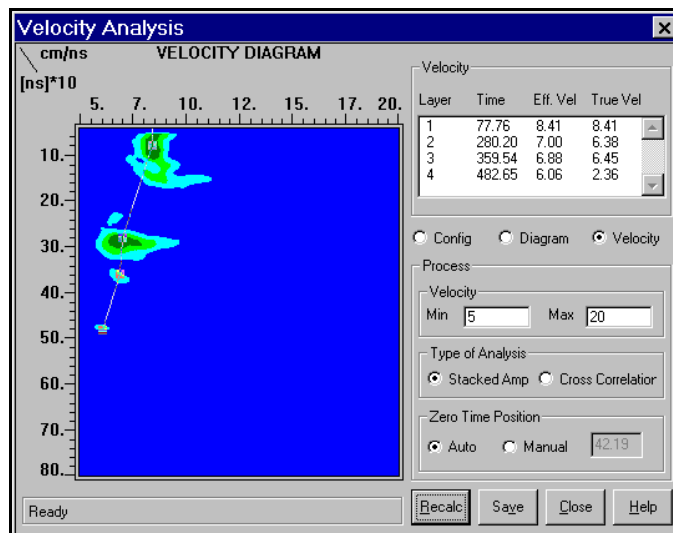 Velocity Analysis
cm/ns VELOCITY DIAGRAM
[ns]*10
5. 7. 10. 12. 15. 17. 20.
10.
20.
30.
40.
50.
60.
70.
80.
Ready
Velocity
Layer Time Eff. Vel True Vel
1 77.76 8.41 8.41
2 280.20 7.00 6.38
3 359.54 6.88 6.45
4 482.65 6.06 2.36
Config Diagram Velocity
Process
Velocity
Min 5 Max 20
Type of Analysis
Stacked Amp Cross Correlation
Zero Time Position
Auto Manual 42.19
Recalc Save Close Help